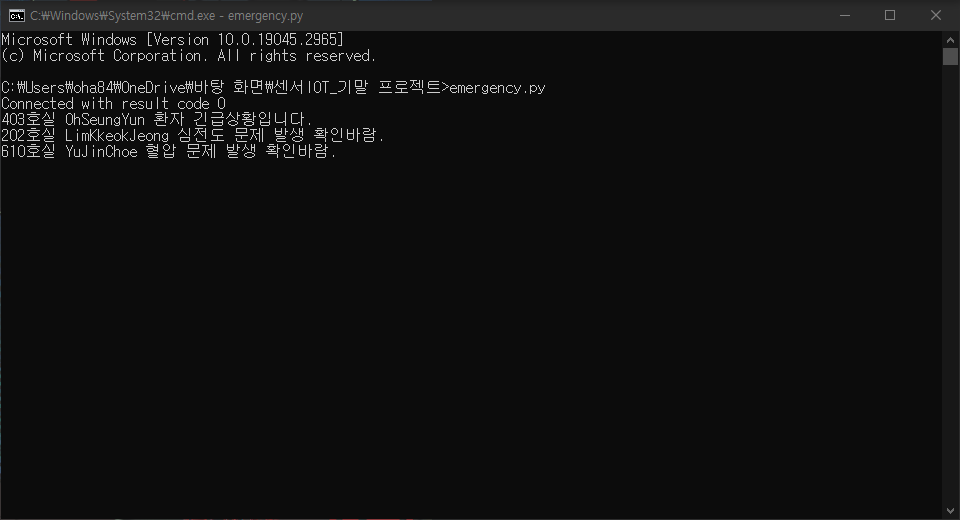 C:\Windows\System32\cmd.exe - emergency.py
Microsoft Windows [Version 10.0.19045.2965]
(c) Microsoft Corporation. All rights reserved.
C:₩Users₩oha84₩OneDrive₩바탕 화면₩센서IOT_기말 프로젝트>emergency.py
Connected with result code 0
403호실 OhSeungYun 환자 긴급상황입니다.
202호실 LimKkeokJeong 심전도 문제 발생 확인바람.
610호실 YuJinChoe 혈압 문제 발생 확인바람.